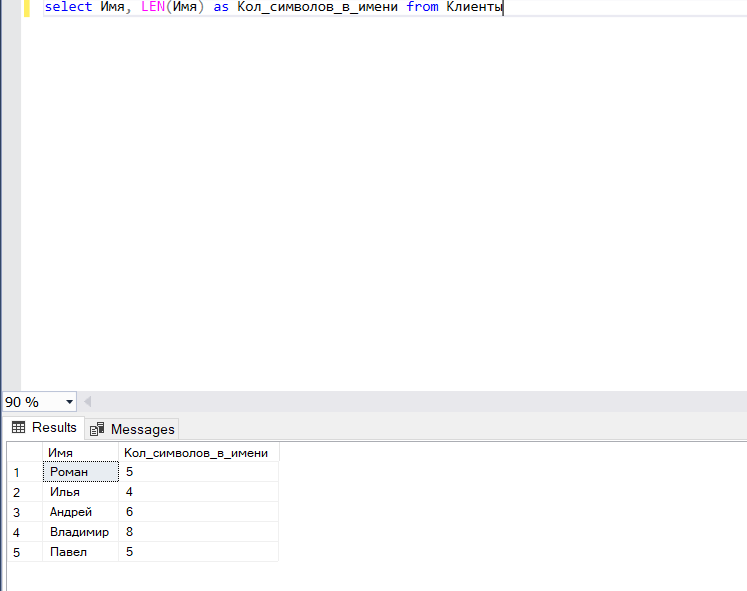 select Имя, LEN(Имя) as Кол_символов_в_имени from Клиенты
90 %
Results Messages
Имя Кол_символов_в_имени
1 Роман 5
2 Илья 4
3 Андрей 6
4 Владимир 8
5 Павел 5